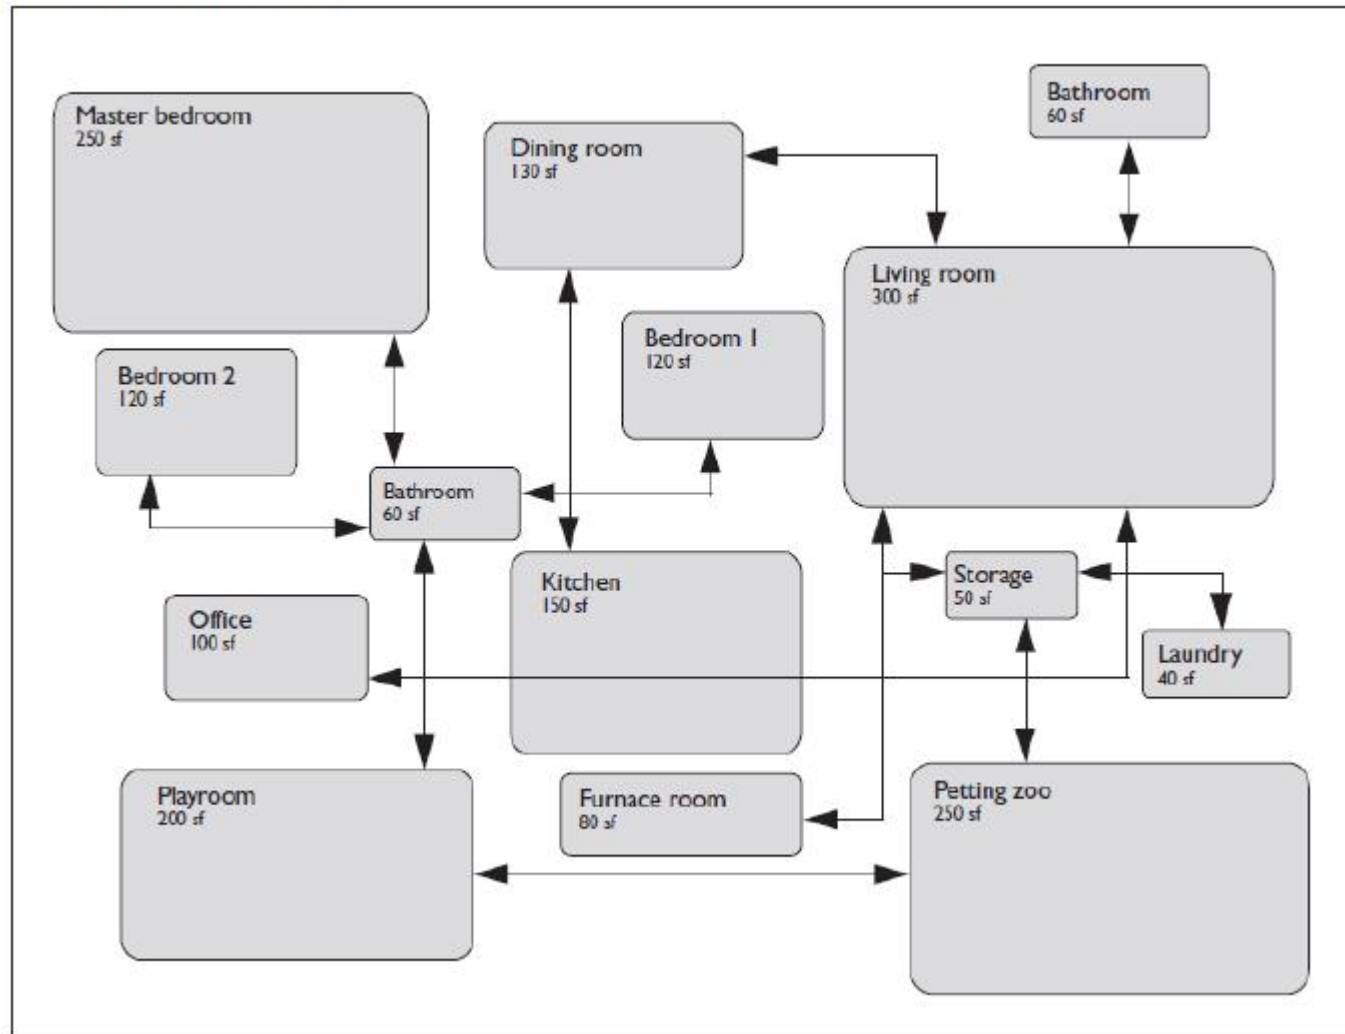 Bathroom
60 sf
Master bedroom
250 sf
Dining room
130 sf
Living room
300 sf
Bedroom 1
120 sf
Bedroom 2
120 sf
Bathroom
60 sf
Storage
50 sf
Kitchen
150 sf
Office
100 sf
Laundry
40 sf
Playroom
200 sf
Furnace room
80 sf
Petting zoo
250 sf